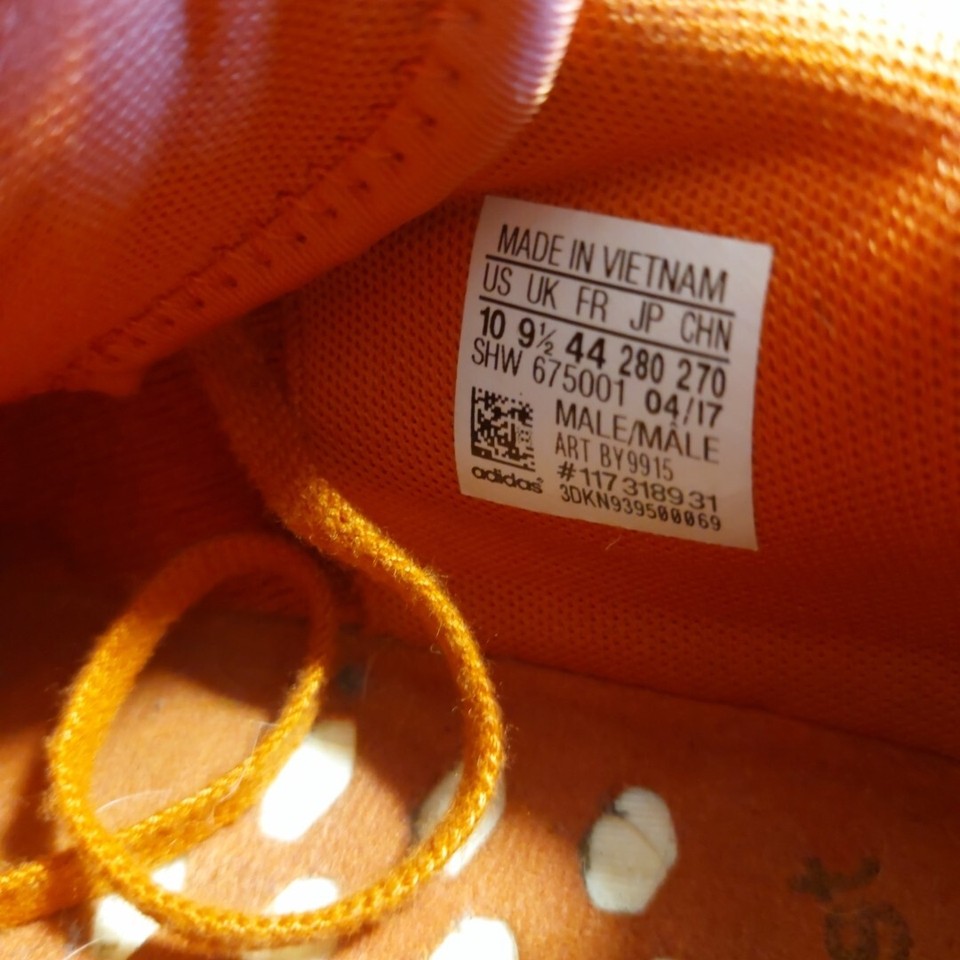 MADE IN VIETNAM
US UK FR JP CHN
10 9½ 44 280 270
SHW 675001 04/17
MALE/MÂLE
ART BY9915
#117318931
adidas
3DKN939500069